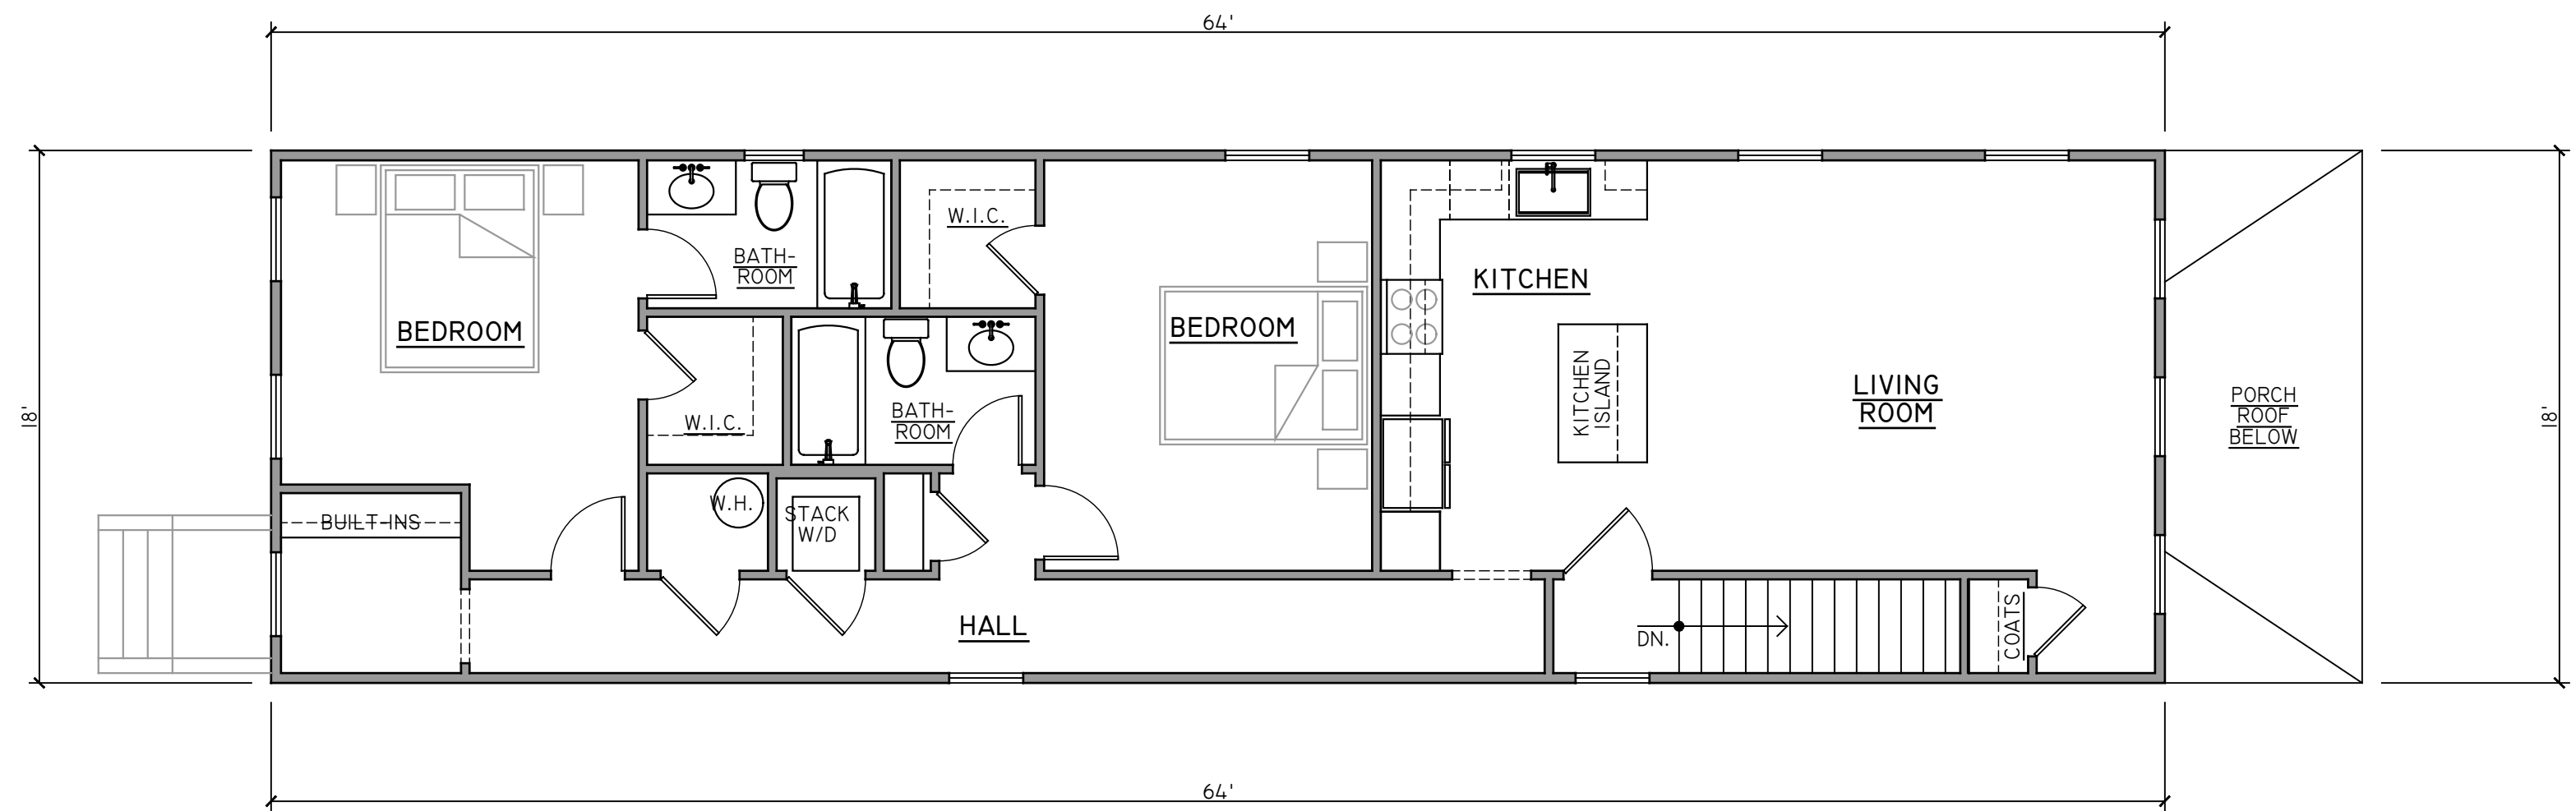 64'
W.I.C.
BATH-
ROOM
KITCHEN
BEDROOM
BEDROOM
KITCHEN
ISLAND
LIVING
ROOM
PORCH
ROOF
BELOW
18'
18'
W.I.C.
BATH-
ROOM
W.H.
STACK
W/D
BUILT-INS
HALL
DN.
COATS
64'